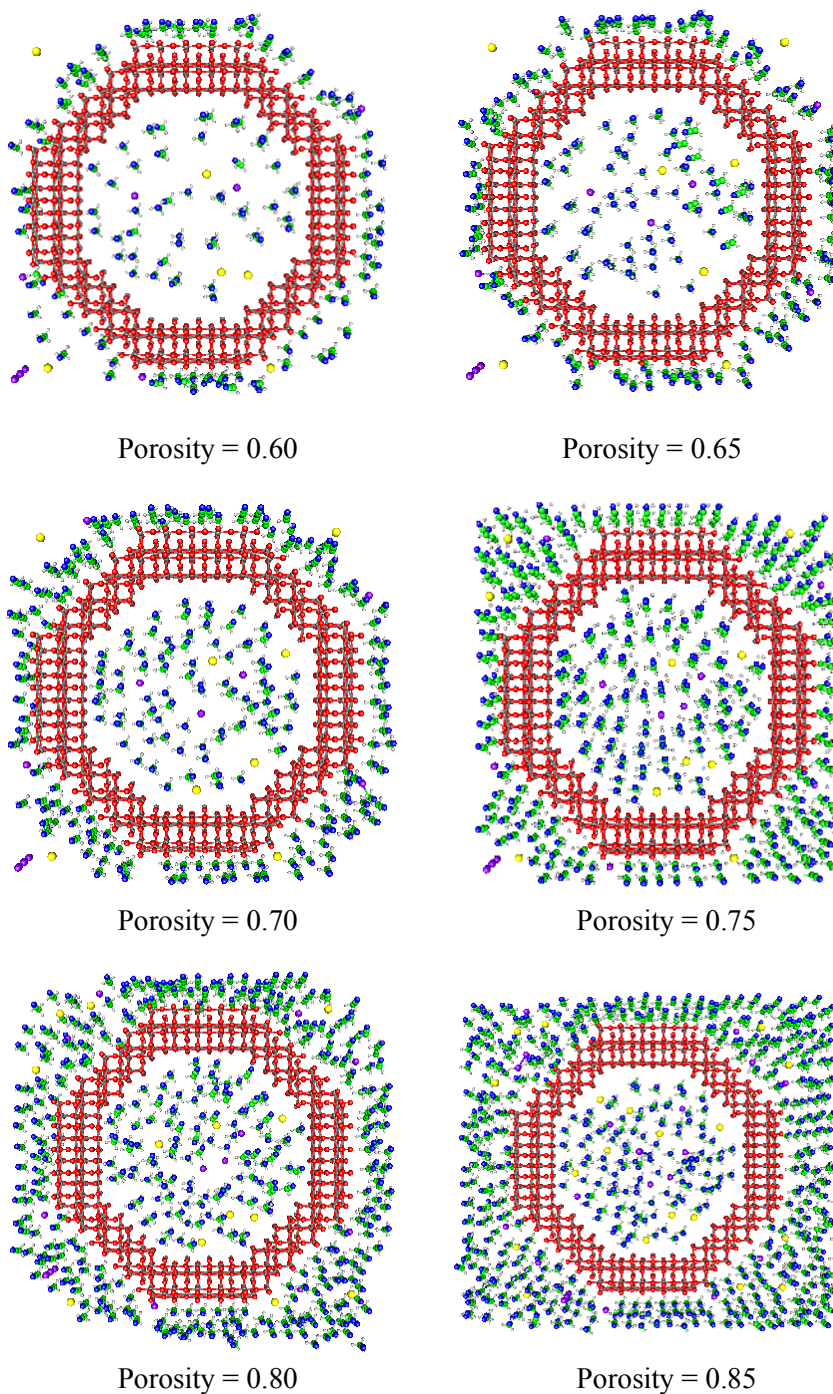 Porosity = 0.60
Porosity = 0.65
Porosity = 0.70
Porosity = 0.75
Porosity = 0.80
Porosity = 0.85